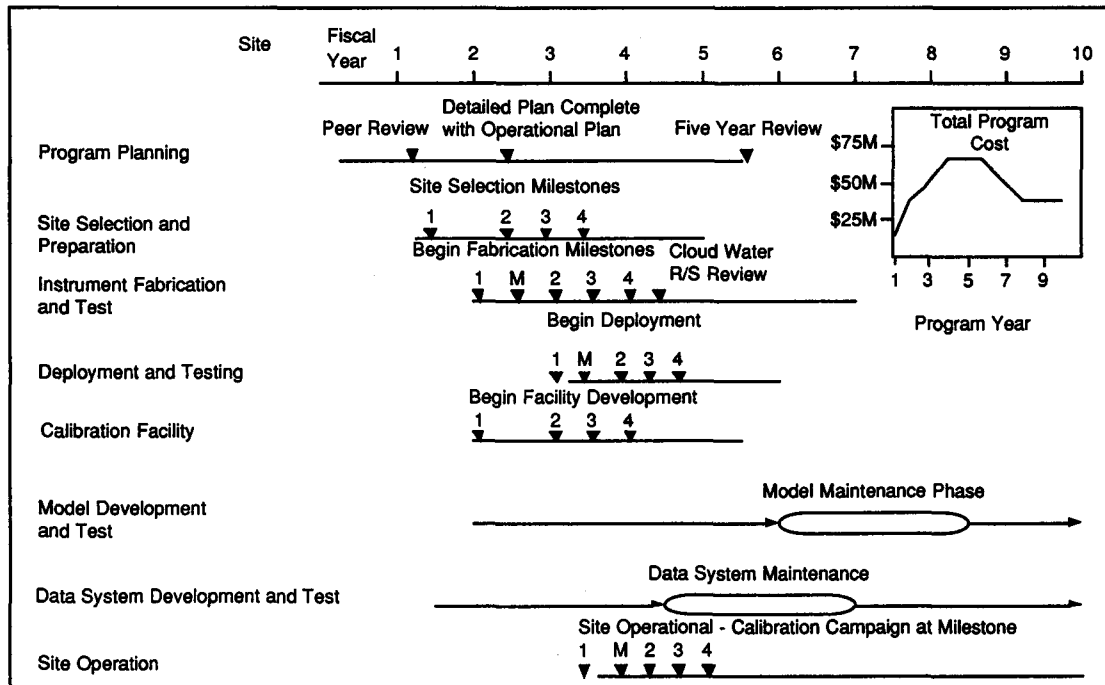 Site
Fiscal
Year
1 2 3 4 5 6 7 8 9 10
Program Planning
Peer Review
Detailed Plan Complete
with Operational Plan
Five Year Review
Total Program
Cost
$75M
$50M
$25M
1 3 5 7 9
Program Year
Site Selection and
Preparation
Site Selection Milestones
1 2 3 4
Instrument Fabrication
and Test
Begin Fabrication Milestones
Cloud Water
R/S Review
1 M 2 3 4
Deployment and Testing
Begin Deployment
1 M 2 3 4
Calibration Facility
Begin Facility Development
1 2 3 4
Model Development
and Test
Model Maintenance Phase
Data System Development and Test
Data System Maintenance
Site Operation
Site Operational - Calibration Campaign at Milestone
1 M 2 3 4